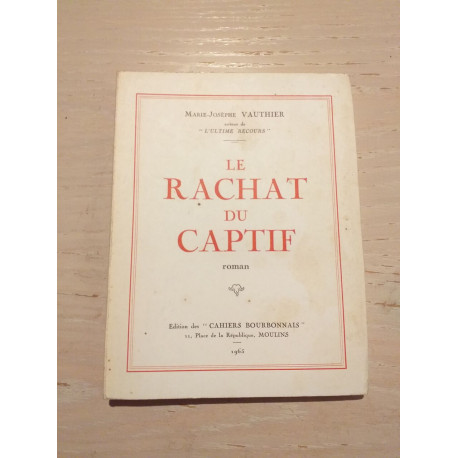 Marie-Josèphe VAUTHIER
auteur de
"L'ULTIME RECOURS"
LE
RACHAT
DU
CAPTIF
roman
Edition des "CAHIERS BOURBONNAIS"
12, Place de la République, MOULINS
1962